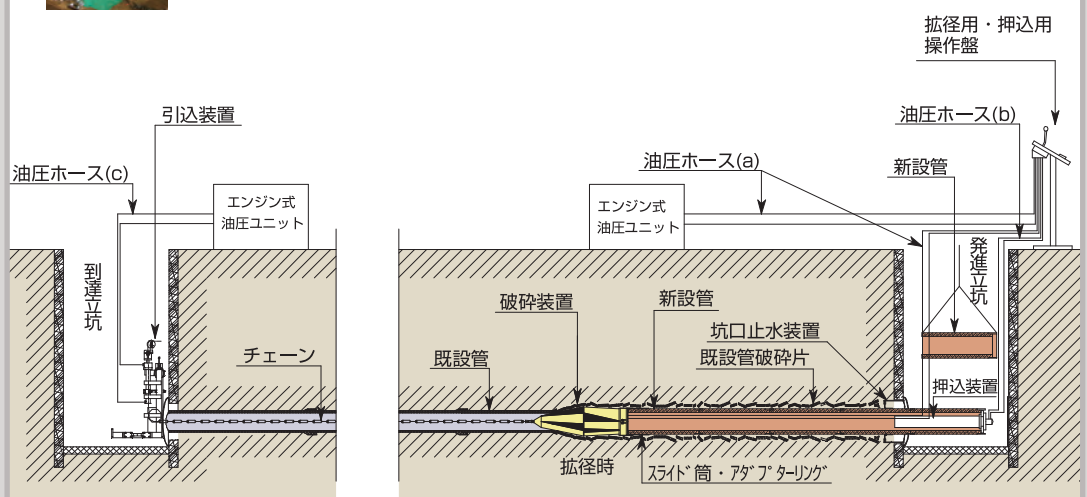 拡径用・押込用
操作盤
引込装置
油圧ホース(b)
油圧ホース(c)
油圧ホース(a)
新設管
エンジン式
油圧ユニット
エンジン式
油圧ユニット
到達立坑
発進立坑
破砕装置
新設管
坑口止水装置
チェーン
既設管
既設管破砕片
押込装置
拡径時
スライド筒・アダプターリング